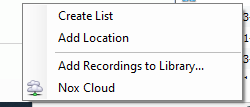 Create List
Add Location
Add Recordings to Library...
Nox Cloud